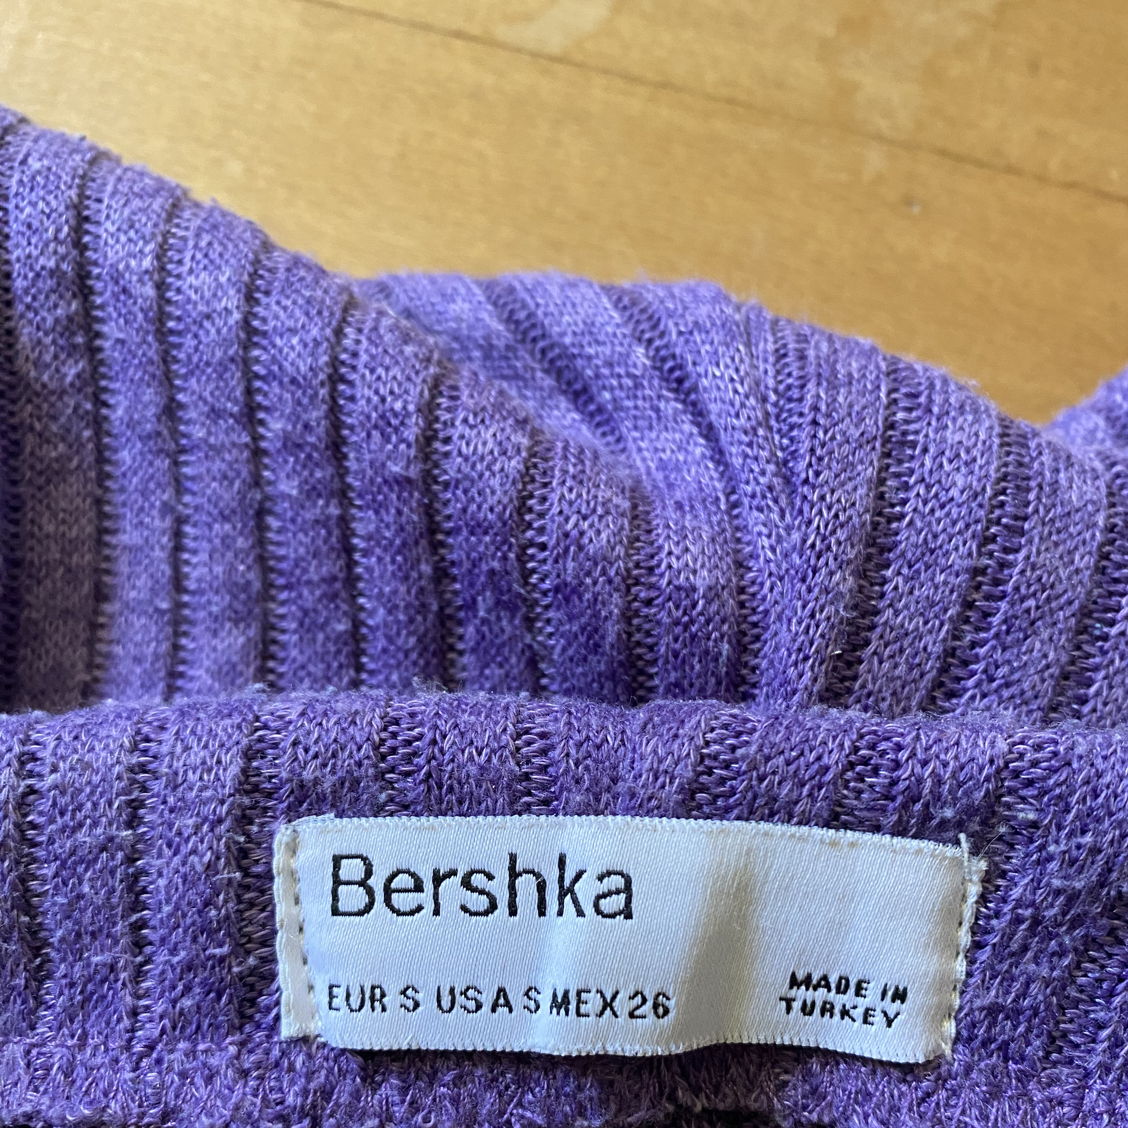 Bershka
EUR S USA S MEX 26
MADE IN
TURKEY